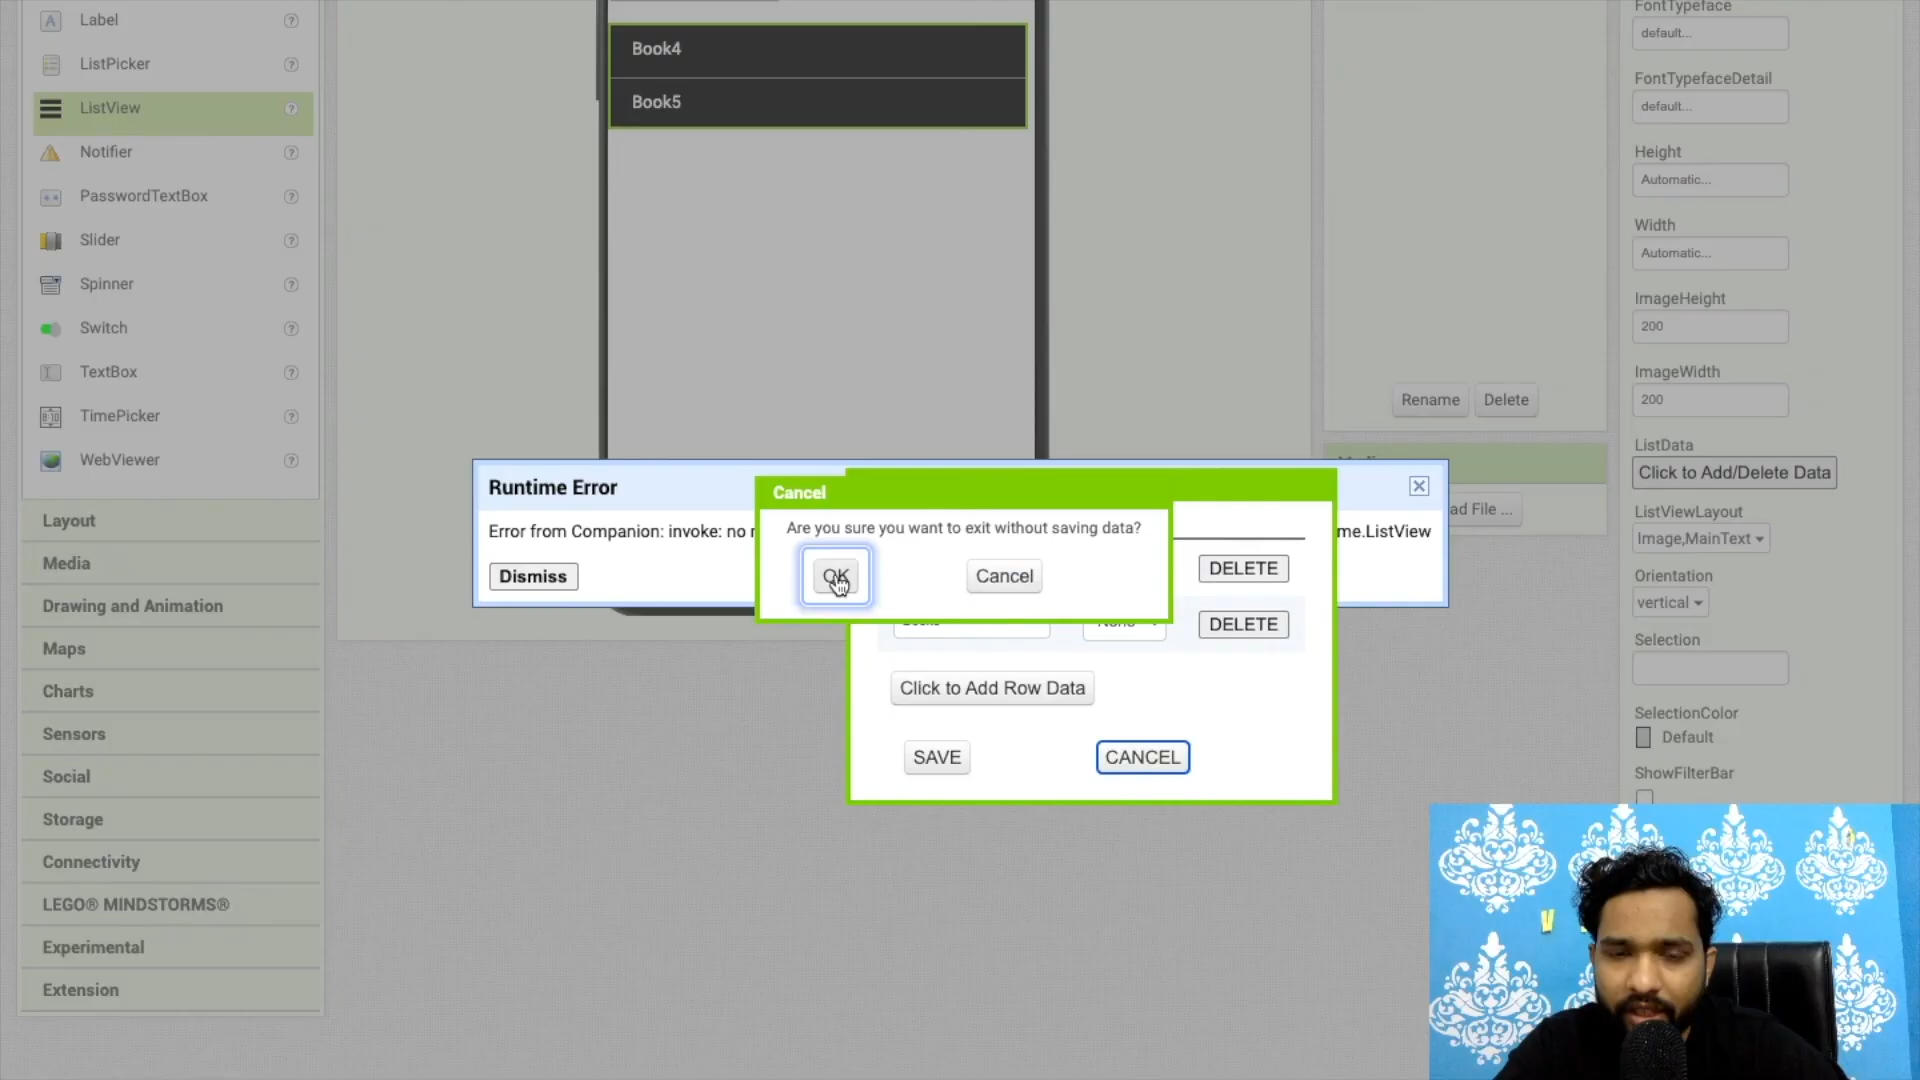 Label
ListPicker
ListView
Notifier
PasswordTextBox
Slider
Spinner
Switch
TextBox
TimePicker
WebViewer
Layout
Media
Drawing and Animation
Maps
Charts
Sensors
Social
Storage
Connectivity
LEGO® MINDSTORMS®
Experimental
Extension
Book4
Book5
Runtime Error
Error from Companion: invoke: no
me.ListView
Dismiss
Cancel
Are you sure you want to exit without saving data?
OK
Cancel
DELETE
DELETE
Click to Add Row Data
SAVE
CANCEL
Rename
Delete
ad File ...
FontTypeface
default...
FontTypefaceDetail
default...
Height
Automatic...
Width
Automatic...
ImageHeight
200
ImageWidth
200
ListData
Click to Add/Delete Data
ListViewLayout
Image,MainText
Orientation
vertical
Selection
SelectionColor
Default
ShowFilterBar
V